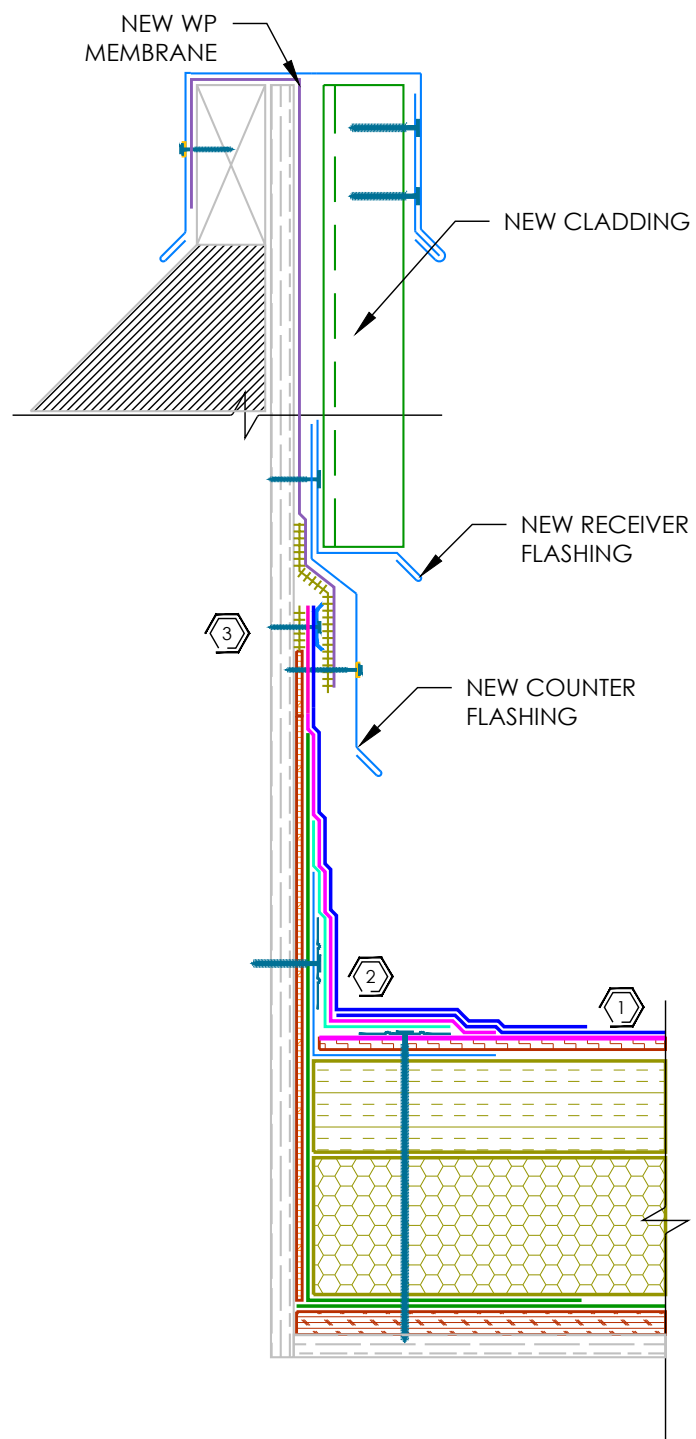 NEW WP
MEMBRANE
NEW CLADDING
NEW RECEIVER
FLASHING
3
NEW COUNTER
FLASHING
2
1